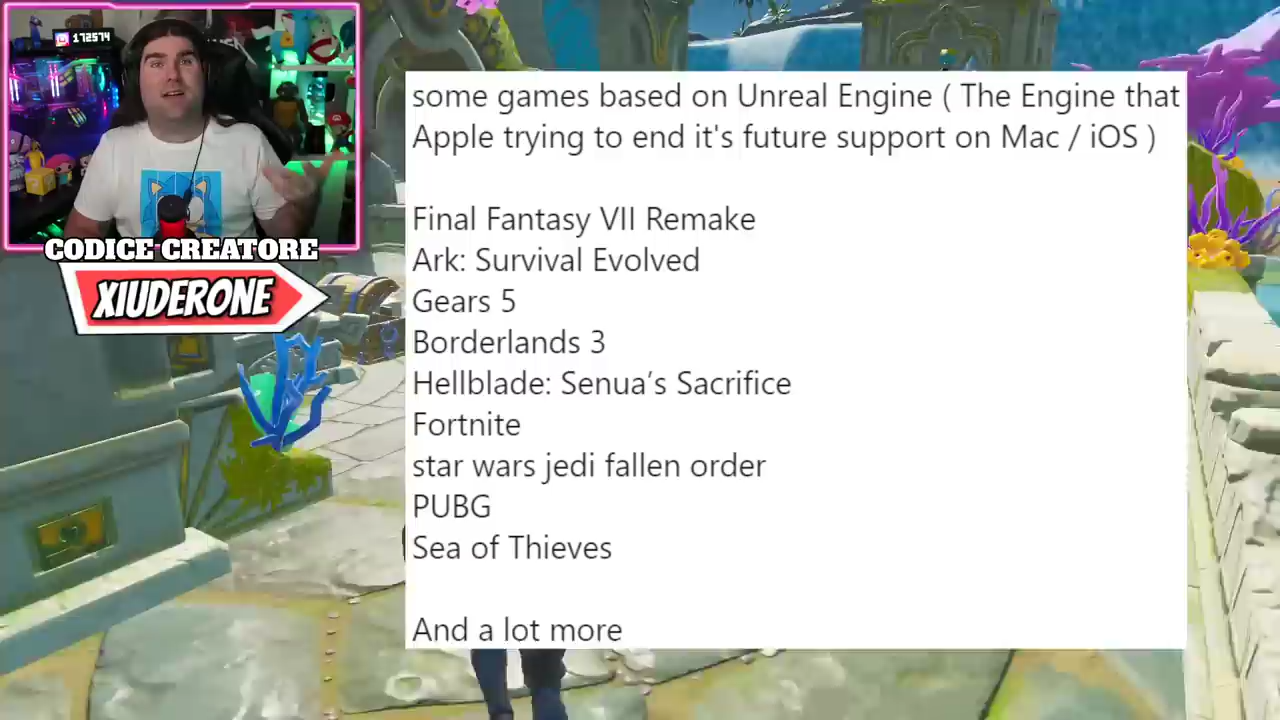 172574
CODICE CREATORE
XIUDERONE
some games based on Unreal Engine ( The Engine that
Apple trying to end it's future support on Mac / iOS )
Final Fantasy VII Remake
Ark: Survival Evolved
Gears 5
Borderlands 3
Hellblade: Senua’s Sacrifice
Fortnite
star wars jedi fallen order
PUBG
Sea of Thieves
And a lot more